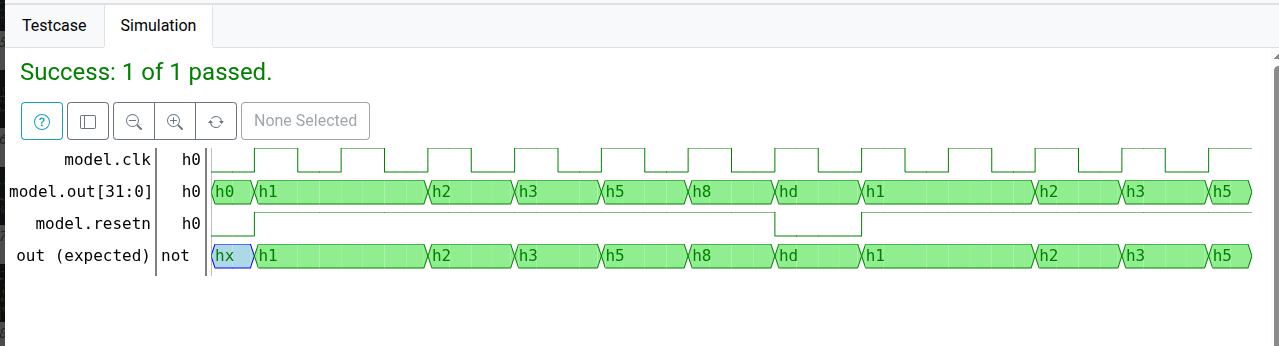 Testcase Simulation
Success: 1 of 1 passed.
None Selected
model.clk h0
model.out[31:0] h0 h0 h1 h2 h3 h5 h8 hd h1 h2 h3 h5
model.resetn h0
out (expected) not hx h1 h2 h3 h5 h8 hd h1 h2 h3 h5